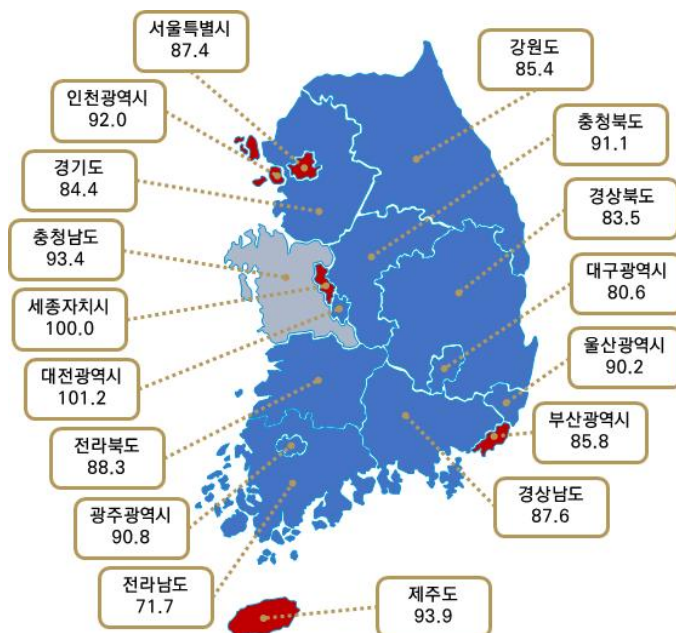 서울특별시
87.4
인천광역시
92.0
경기도
84.4
충청남도
93.4
세종자치시
100.0
대전광역시
101.2
전라북도
88.3
광주광역시
90.8
전라남도
71.7
강원도
85.4
충청북도
91.1
경상북도
83.5
대구광역시
80.6
울산광역시
90.2
부산광역시
85.8
경상남도
87.6
제주도
93.9